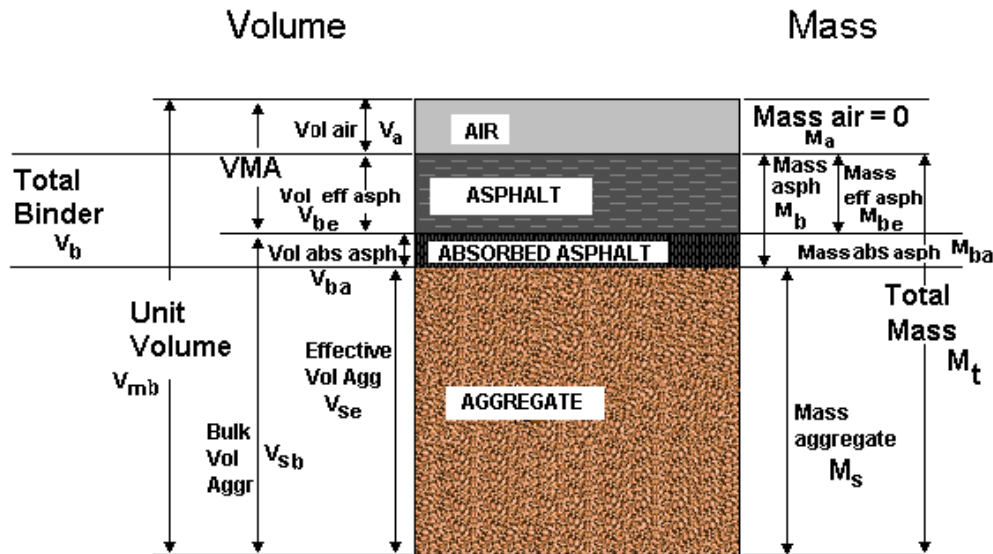 Volume
Mass
Vol air
Va
AIR
Mass air = 0
Ma
VMA
Total
Binder
Vb
Vol eff asph
Vbe
ASPHALT
Mass
asph
Mb
Mass
eff asph
Mbe
Vol abs asph
Vba
ABSORBED ASPHALT
Mass abs asph
Mba
Unit
Volume
Vmb
Effective
Vol Agg
Vse
AGGREGATE
Total
Mass
Mt
Bulk
Vol
Aggr
Vsb
Mass
aggregate
Ms